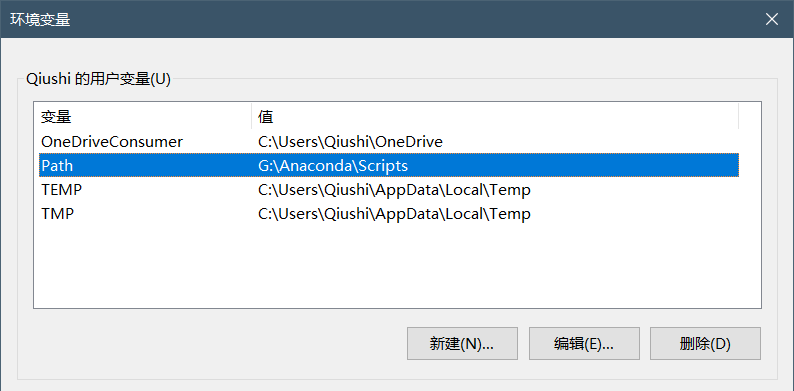 环境变量
Qiushi 的用户变量(U)
变量 值
OneDriveConsumer C:\Users\Qiushi\OneDrive
Path G:\Anaconda\Scripts
TEMP C:\Users\Qiushi\AppData\Local\Temp
TMP C:\Users\Qiushi\AppData\Local\Temp
新建(N)... 编辑(E)... 删除(D)